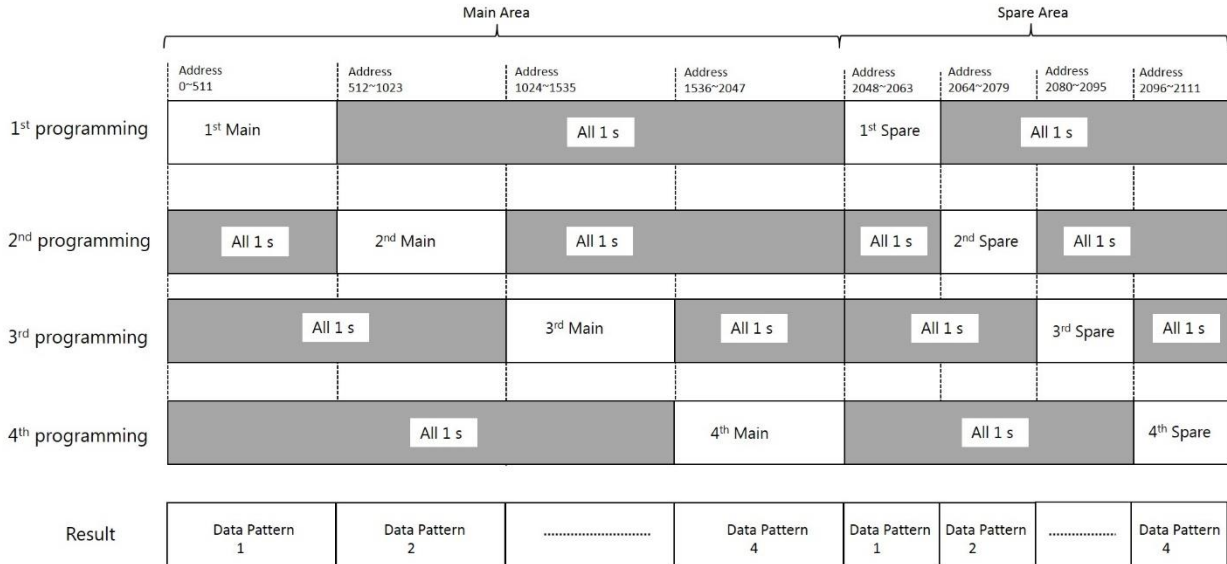 Main Area
Spare Area
Address
0~511
Address
512~1023
Address
1024~1535
Address
1536~2047
Address
2048~2063
Address
2064~2079
Address
2080~2095
Address
2096~2111
1st programming
1st Main
All 1 s
1st Spare
All 1 s
2nd programming
All 1 s
2nd Main
All 1 s
All 1 s
2nd Spare
All 1 s
3rd programming
All 1 s
3rd Main
All 1 s
All 1 s
3rd Spare
All 1 s
4th programming
All 1 s
4th Main
All 1 s
4th Spare
Result
Data Pattern
1
Data Pattern
2
......................
Data Pattern
4
Data Pattern
1
Data Pattern
2
..............
Data Pattern
4